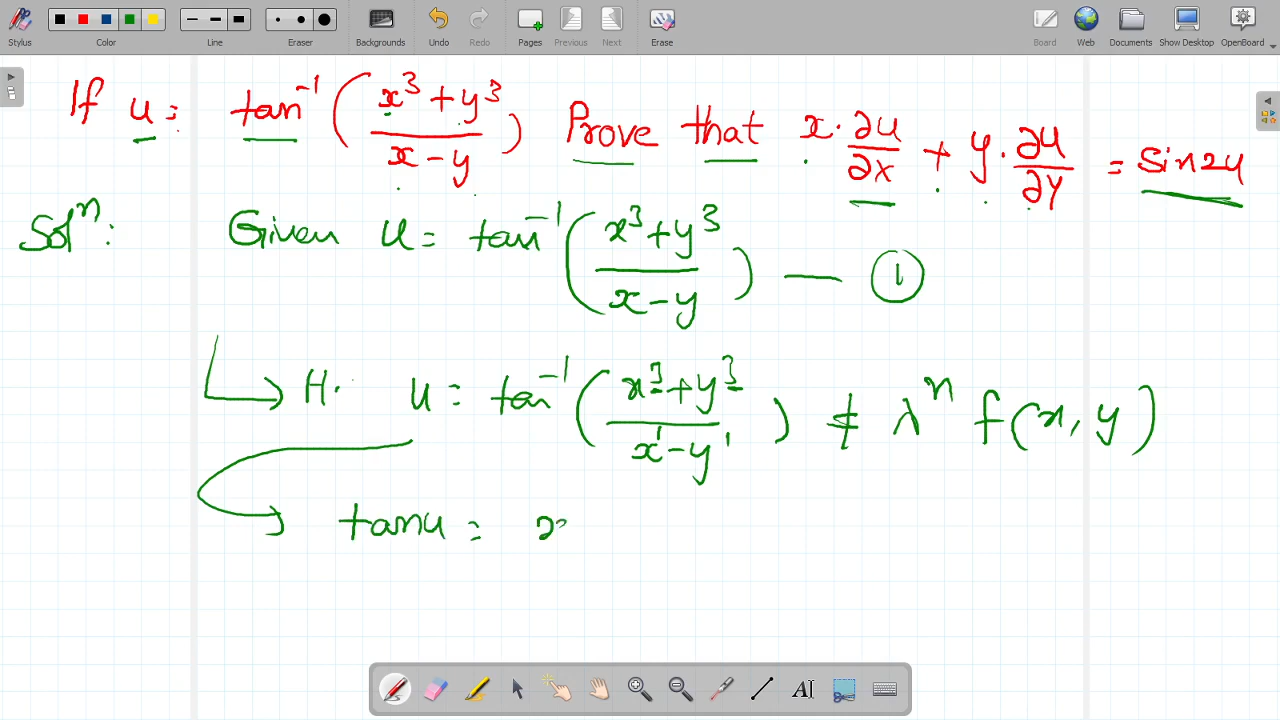 Stylus Color Line Eraser Backgrounds Undo Redo Pages Previous Next Erase Board Web Documents Show Desktop OpenBoard
If u = tan⁻¹ ( x³ + y³ / x - y ) Prove that x · ∂u/∂x + y · ∂u/∂y = sin2u
Solⁿ: Given u = tan⁻¹ ( x³ + y³ / x - y ) — ①
H. u = tan⁻¹ ( x³ + y³ / x¹ - y¹ ) ≠ λⁿ f(x, y)
tanu = x